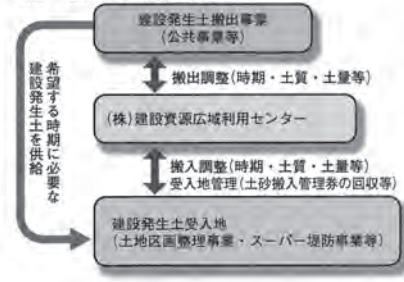 建設発生土搬出事業
(公共事業等)
希望する時期に必要な
建設発生土を供給
搬出調整(時期・土質・土量等)
(株)建設資源広域利用センター
搬入調整(時期・土質・土量等)
受入地管理(土砂搬入管理券の回収等)
建設発生土受入地
(土地区画整理事業・スーパー堤防事業等)